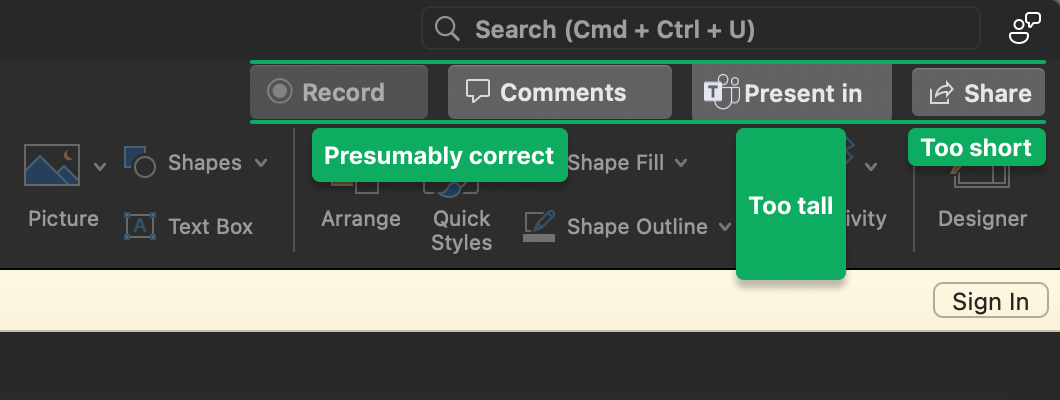 Search (Cmd + Ctrl + U)
Record
Comments
T
Present in
Share
Presumably correct
Too short
Too tall
Picture
Shapes
Text Box
A
Arrange
Quick
Styles
Shape Fill
Shape Outline
ivity
Designer
Sign In